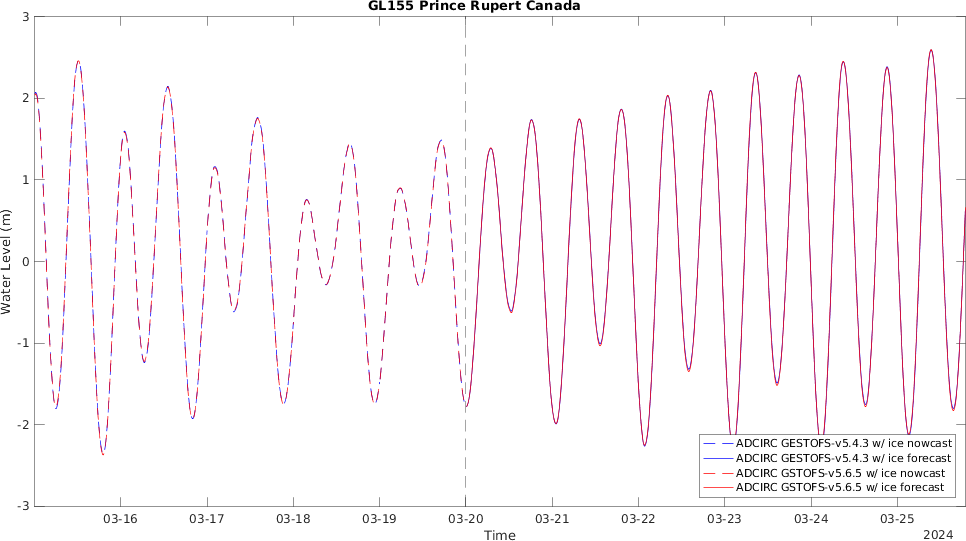 GL155 Prince Rupert Canada
3
2
1
0
-1
-2
-3
Water Level (m)
ADCIRC GESTOFS-v5.4.3 w/ ice nowcast
ADCIRC GESTOFS-v5.4.3 w/ ice forecast
ADCIRC GSTOFS-v5.6.5 w/ ice nowcast
ADCIRC GSTOFS-v5.6.5 w/ ice forecast
03-16 03-17 03-18 03-19 03-20 03-21 03-22 03-23 03-24 03-25
Time
2024